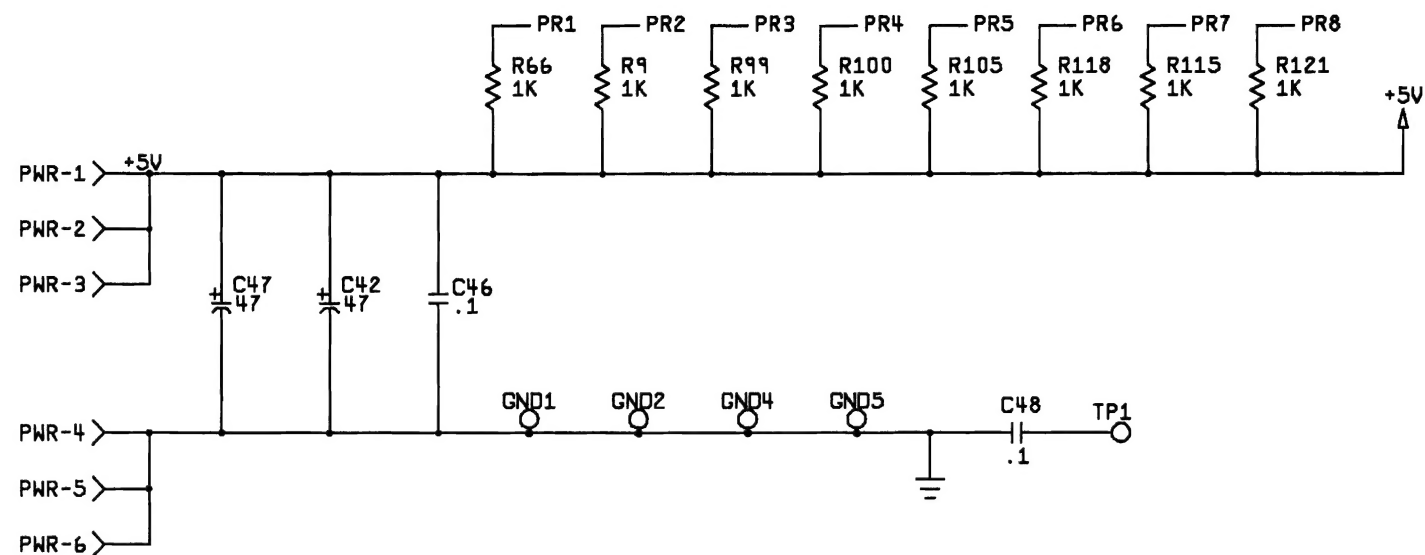 PR1 PR2 PR3 PR4 PR5 PR6 PR7 PR8
R66 R9 R99 R100 R105 R118 R115 R121
1K 1K 1K 1K 1K 1K 1K 1K
+5V
PWR-1 +5V
PWR-2
PWR-3
+ C47 + C42 C46
47 47 .1
GND1 GND2 GND4 GND5 C48 TP1
PWR-4
.1
PWR-5
PWR-6